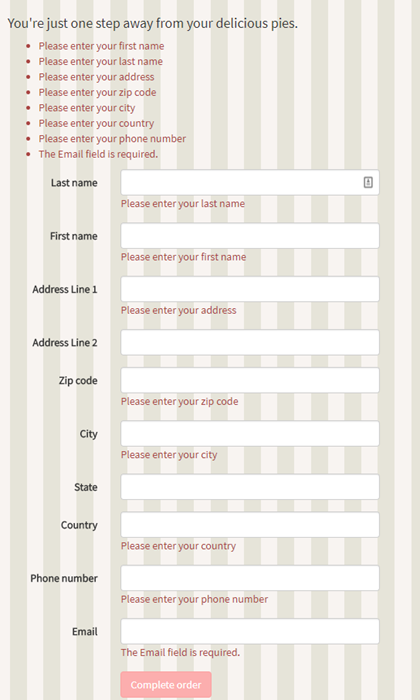 You're just one step away from your delicious pies.
Please enter your first name
Please enter your last name
Please enter your address
Please enter your zip code
Please enter your city
Please enter your country
Please enter your phone number
The Email field is required.
Last name
Please enter your last name
First name
Please enter your first name
Address Line 1
Please enter your address
Address Line 2
Zip code
Please enter your zip code
City
Please enter your city
State
Country
Please enter your country
Phone number
Please enter your phone number
Email
The Email field is required.
Complete order